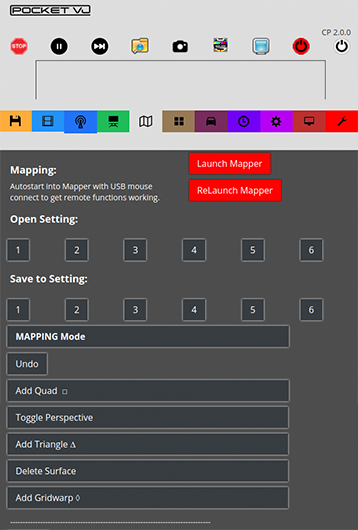 POCKET VJ
STOP
CP 2.0.0
Mapping:
Launch Mapper
Autostart into Mapper with USB mouse
connect to get remote functions working.
ReLaunch Mapper
Open Setting:
1 2 3 4 5 6
Save to Setting:
1 2 3 4 5 6
MAPPING Mode
Undo
Add Quad □
Toggle Perspective
Add Triangle Δ
Delete Surface
Add Gridwarp ◊